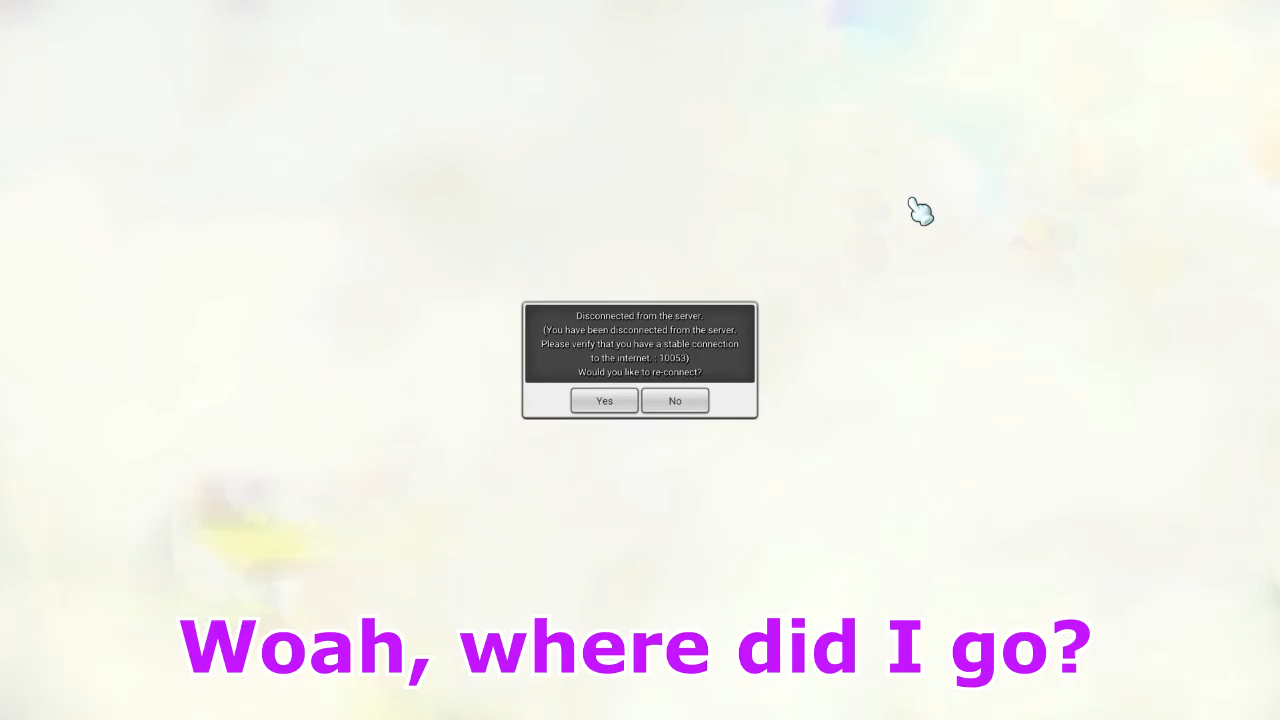 Disconnected from the server.
(You have been disconnected from the server.
Please verify that you have a stable connection
to the internet. : 10053)
Would you like to re-connect?
Yes No
Woah, where did I go?